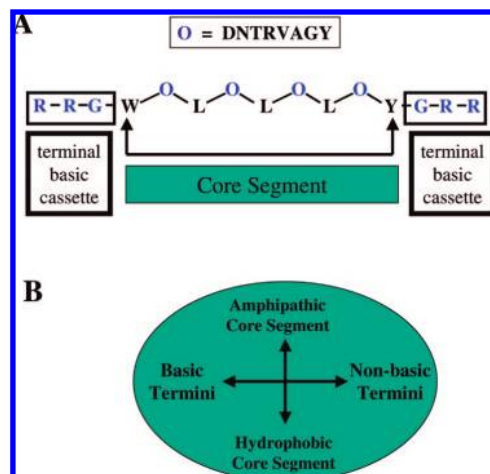 A
O = DNTRVAGY
R-R-G-W O L O L O L O Y-G-R-R
terminal basic cassette
Core Segment
terminal basic cassette
B
Amphipathic
Core Segment
Basic
Termini
Non-basic
Termini
Hydrophobic
Core Segment